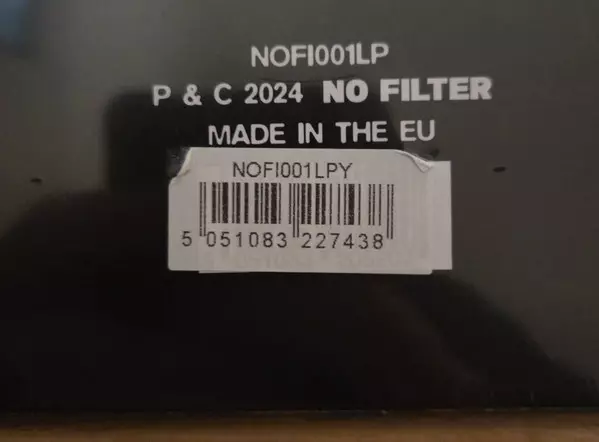 NOFI001LP
P & C 2024 NO FILTER
MADE IN THE EU
NOFI001LPY
5 051083 227438